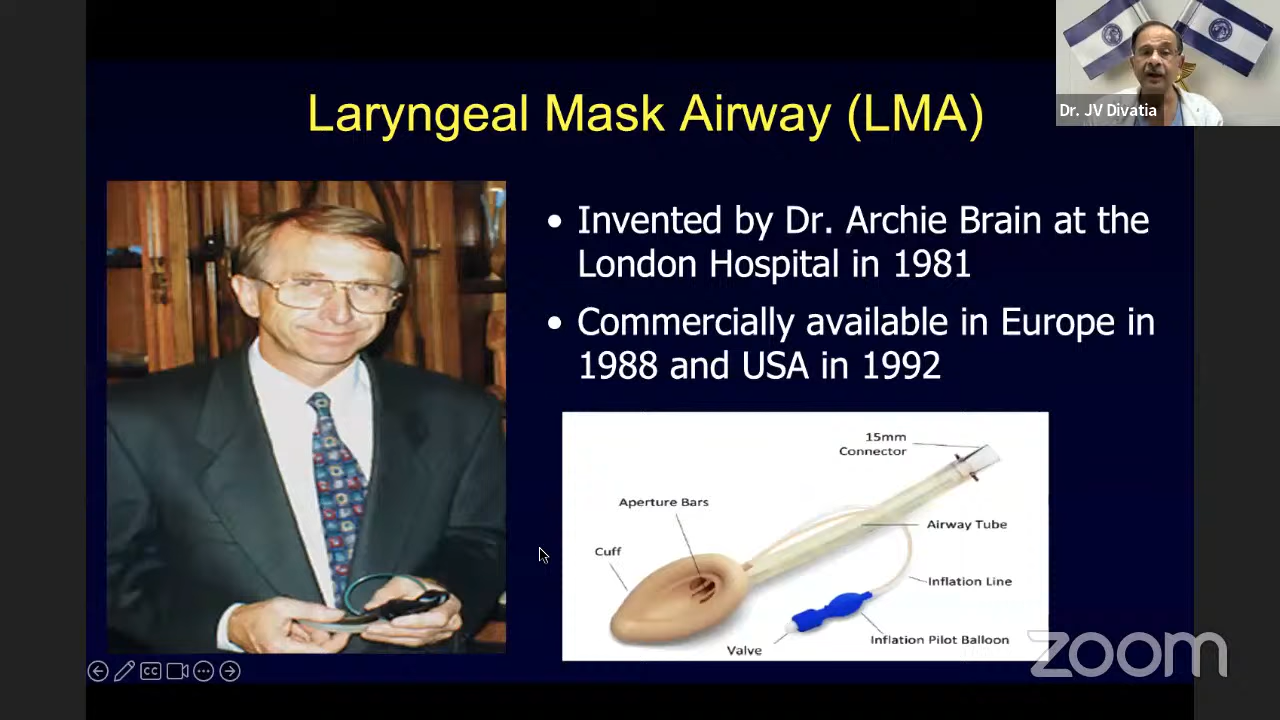 Laryngeal Mask Airway (LMA)
Dr. JV Divatia
• Invented by Dr. Archie Brain at the
London Hospital in 1981
• Commercially available in Europe in
1988 and USA in 1992
15mm
Connector
Aperture Bars
Airway Tube
Cuff
Inflation Line
Inflation Pilot Balloon
Valve
CC
zoom